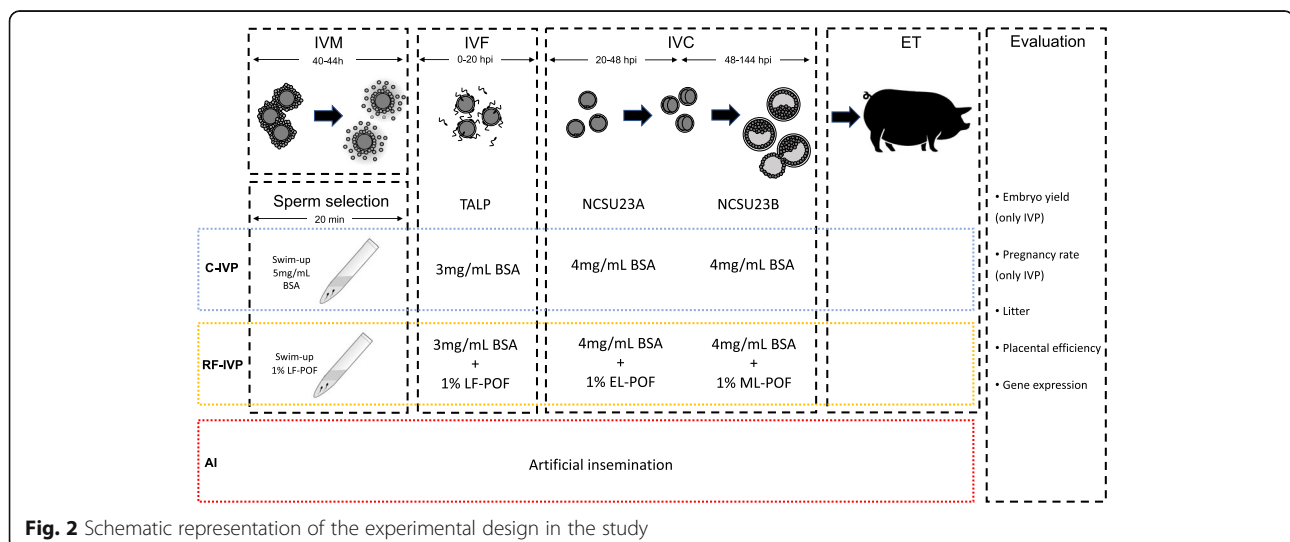 IVM
40-44h
IVF
0-20 hpi
IVC
20-48 hpi
48-144 hpi
ET
Evaluation
Sperm selection
20 min
TALP
NCSU23A
NCSU23B
C-IVP
Swim-up
5mg/mL
BSA
3mg/mL BSA
4mg/mL BSA
4mg/mL BSA
RF-IVP
Swim-up
1% LF-POF
3mg/mL BSA
+
1% LF-POF
4mg/mL BSA
+
1% EL-POF
4mg/mL BSA
+
1% ML-POF
AI
Artificial insemination
• Embryo yield
(only IVP)
• Pregnancy rate
(only IVP)
• Litter
• Placental efficiency
• Gene expression
Fig. 2 Schematic representation of the experimental design in the study